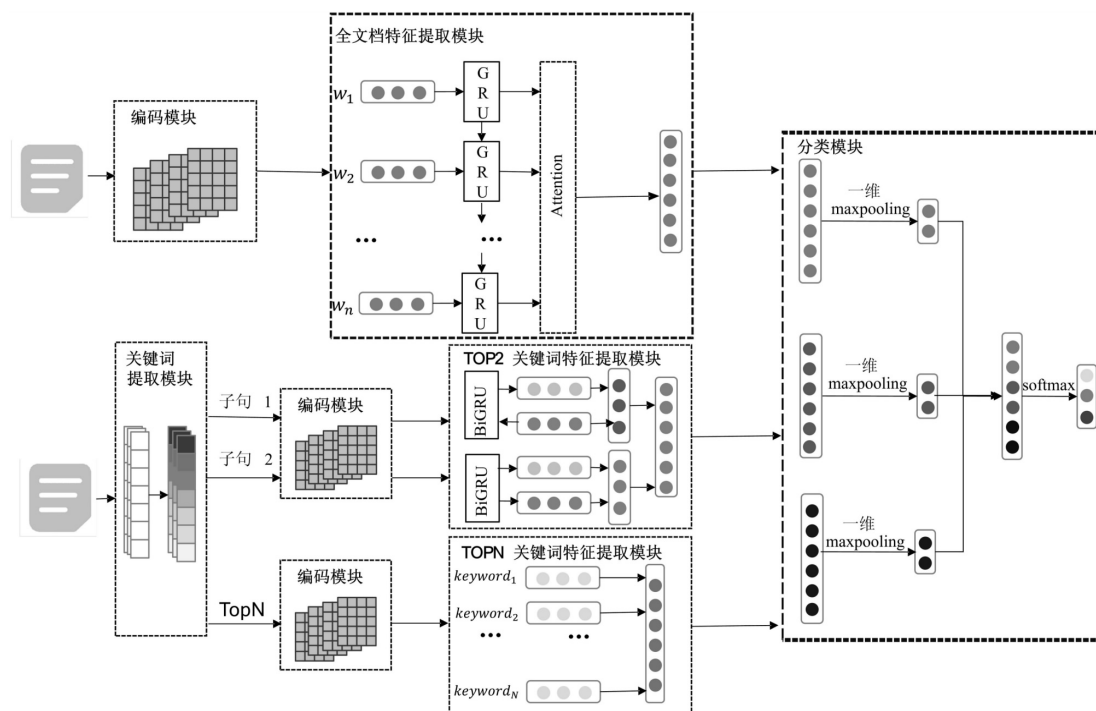 全文档特征提取模块
w₁
G
R
U
编码模块
w₂
G
R
U
Attention
...
...
wₙ
G
R
U
分类模块
一维
maxpooling
一维
maxpooling
softmax
一维
maxpooling
关键词
提取模块
子句 1
子句 2
TopN
编码模块
TOP2 关键词特征提取模块
BiGRU
BiGRU
编码模块
TOPN 关键词特征提取模块
keyword₁
keyword₂
...
...
keyword_N